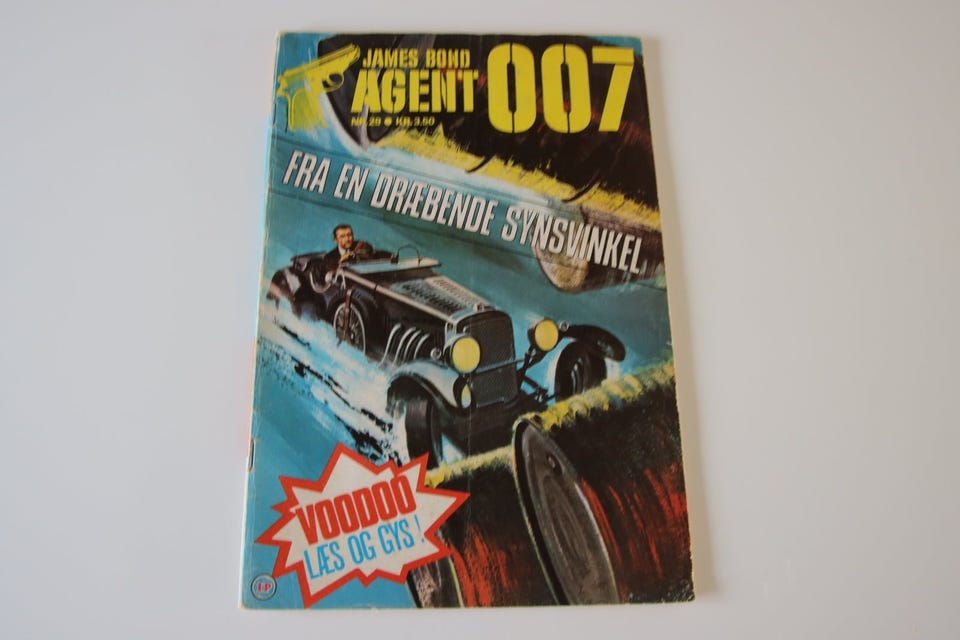 JAMES BOND
AGENT 007
NR. 29 ● KR. 3,50
FRA EN DRÆBENDE SYNSVINKEL
VOODOO
LÆS OG GYS!
I-P